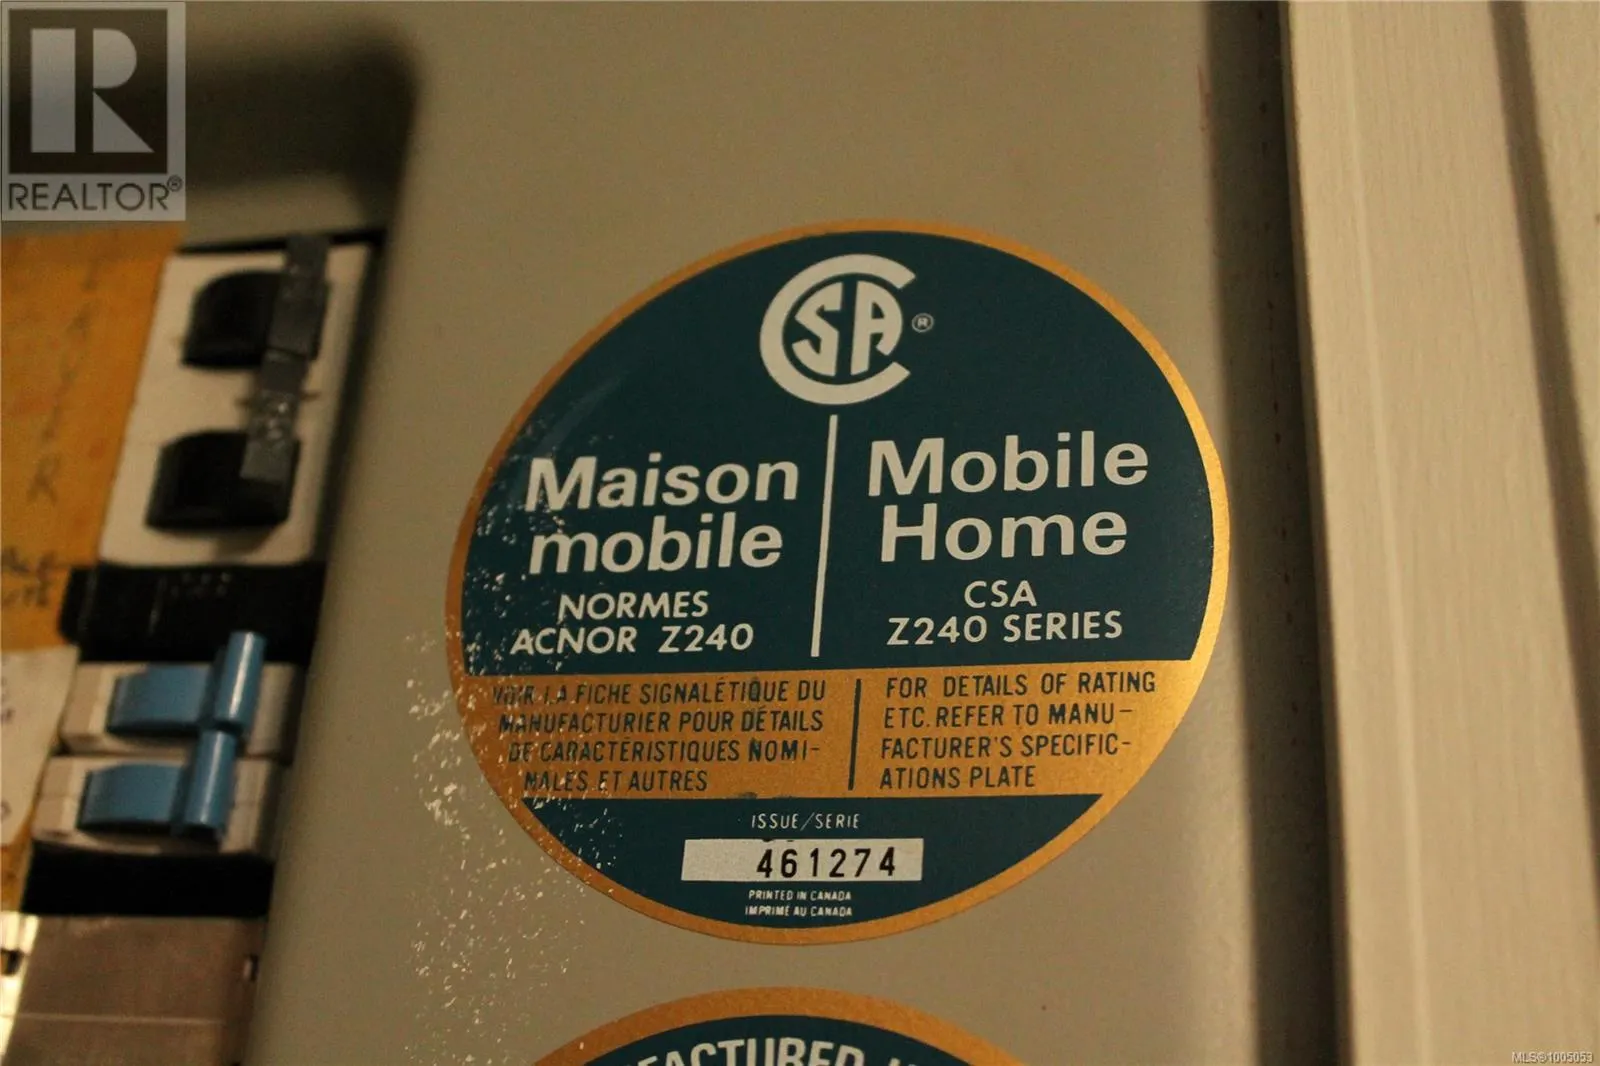 REALTOR®
CSA®
Maison
mobile
NORMES
ACNOR Z240
Mobile
Home
CSA
Z240 SERIES
VOIR LA FICHE SIGNALÉTIQUE DU
MANUFACTURIER POUR DÉTAILS
DE CARACTÉRISTIQUES NOMI-
NALES ET AUTRES
FOR DETAILS OF RATING
ETC. REFER TO MANU-
FACTURER'S SPECIFIC-
ATIONS PLATE
ISSUE/SERIE
461274
PRINTED IN CANADA
IMPRIMÉ AU CANADA
MLS®1005053